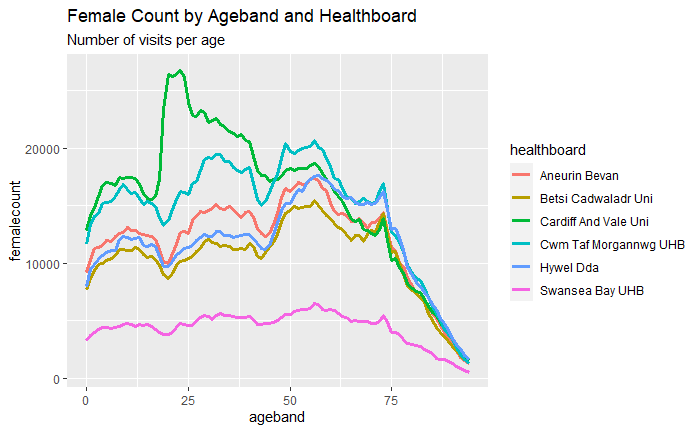 Female Count by Ageband and Healthboard
Number of visits per age
femalecount
20000
10000
0
0 25 50 75
ageband
healthboard
Aneurin Bevan
Betsi Cadwaladr Uni
Cardiff And Vale Uni
Cwm Taf Morgannwg UHB
Hywel Dda
Swansea Bay UHB